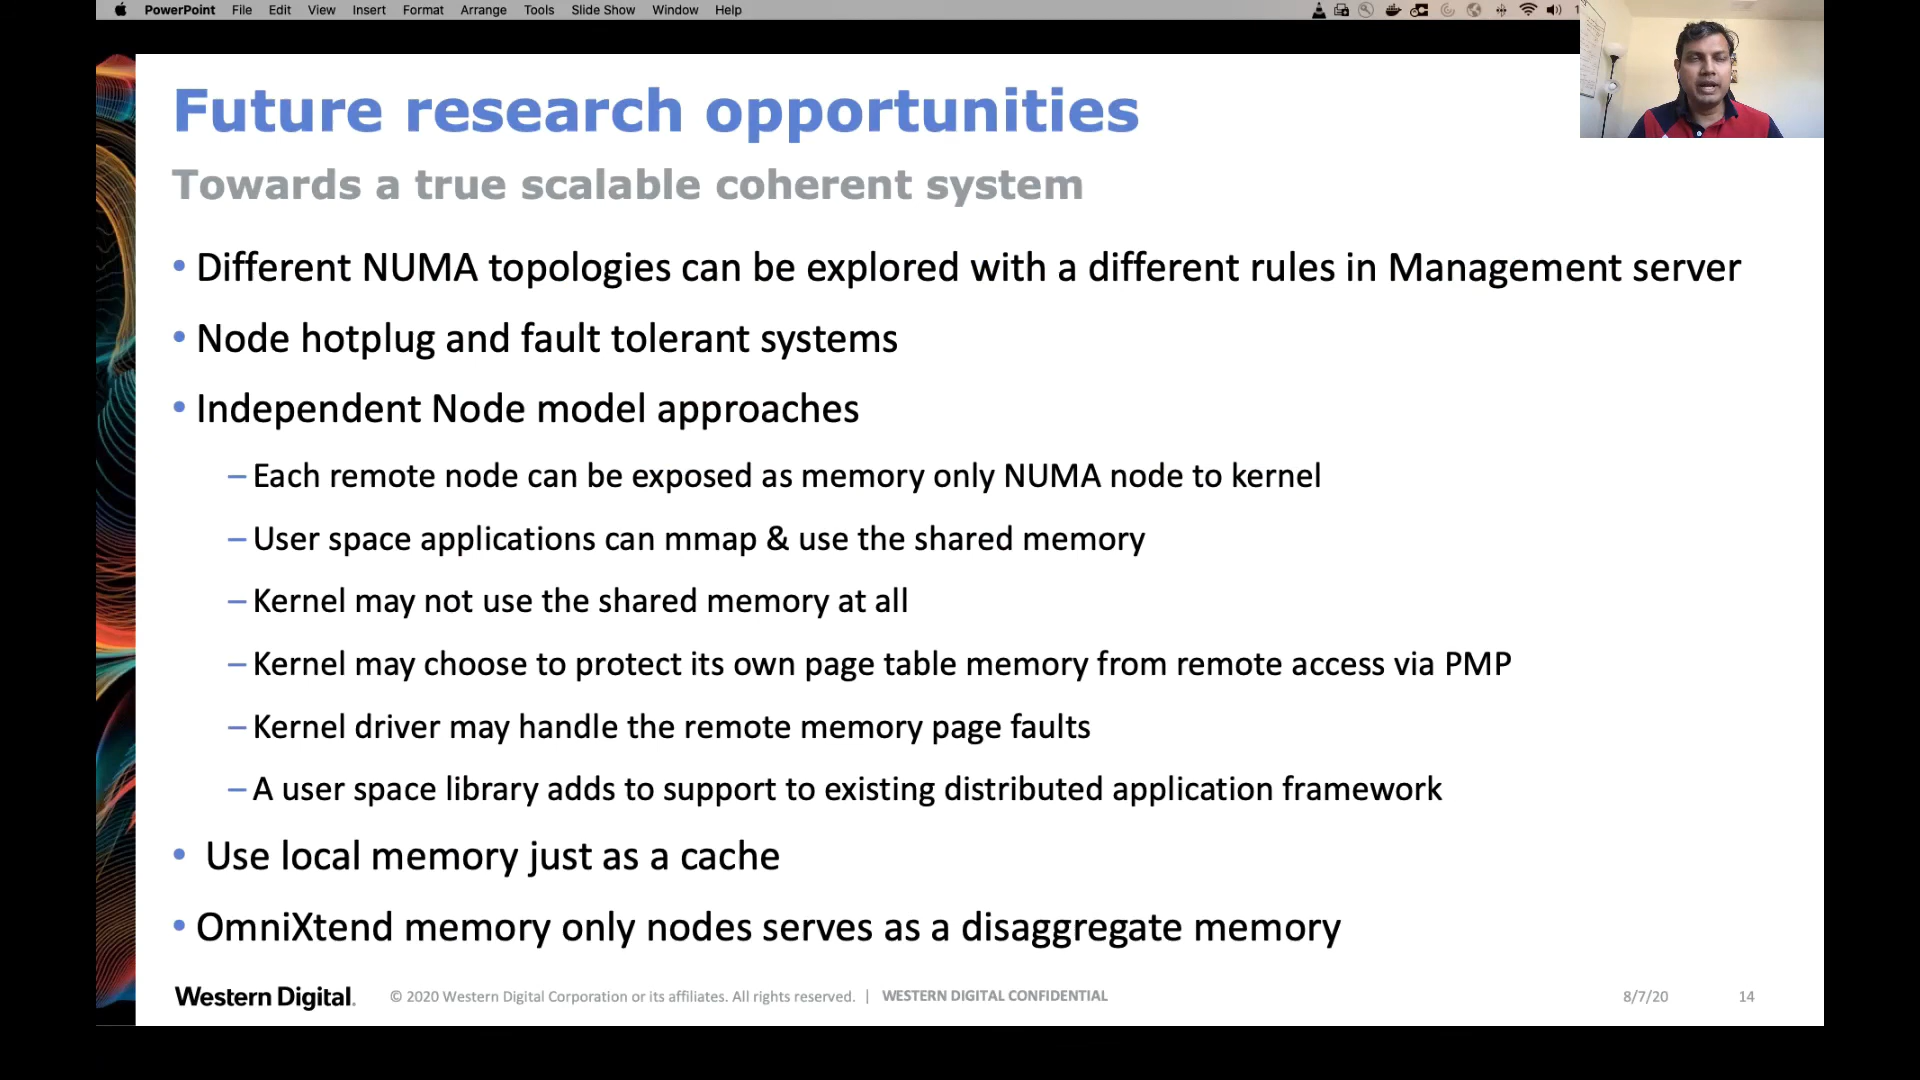 PowerPoint File Edit View Insert Format Arrange Tools Slide Show Window Help
Future research opportunities
Towards a true scalable coherent system
• Different NUMA topologies can be explored with a different rules in Management server
• Node hotplug and fault tolerant systems
• Independent Node model approaches
– Each remote node can be exposed as memory only NUMA node to kernel
– User space applications can mmap & use the shared memory
– Kernel may not use the shared memory at all
– Kernel may choose to protect its own page table memory from remote access via PMP
– Kernel driver may handle the remote memory page faults
– A user space library adds to support to existing distributed application framework
• Use local memory just as a cache
• OmniXtend memory only nodes serves as a disaggregate memory
Western Digital. © 2020 Western Digital Corporation or its affiliates. All rights reserved. | WESTERN DIGITAL CONFIDENTIAL 8/7/20 14